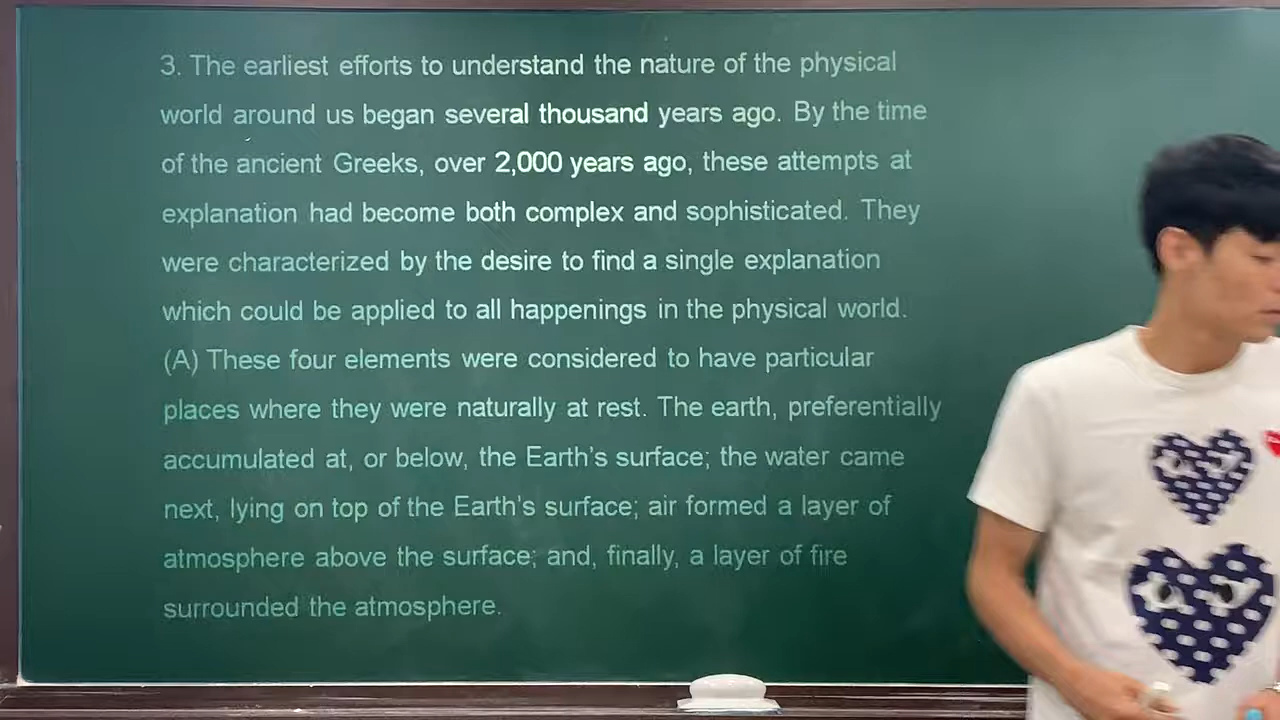 3. The earliest efforts to understand the nature of the physical
world around us began several thousand years ago. By the time
of the ancient Greeks, over 2,000 years ago, these attempts at
explanation had become both complex and sophisticated. They
were characterized by the desire to find a single explanation
which could be applied to all happenings in the physical world.
(A) These four elements were considered to have particular
places where they were naturally at rest. The earth, preferentially
accumulated at, or below, the Earth's surface; the water came
next, lying on top of the Earth's surface; air formed a layer of
atmosphere above the surface; and, finally, a layer of fire
surrounded the atmosphere.